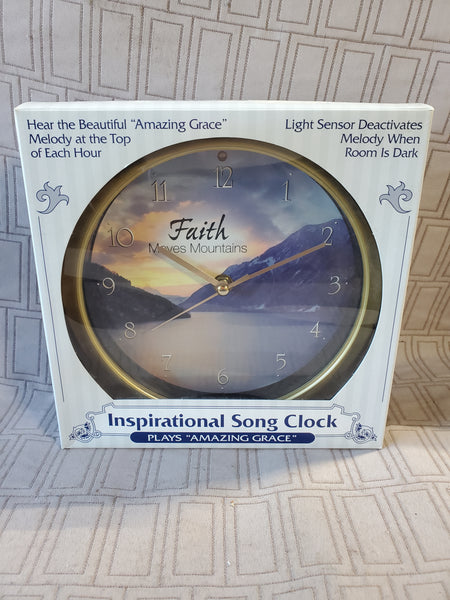 Hear the Beautiful "Amazing Grace"
Melody at the Top
of Each Hour
Light Sensor Deactivates
Melody When
Room Is Dark
12
11
1
10
2
Faith
Moves Mountains
9
3
8
4
7
5
6
Inspirational Song Clock
PLAYS "AMAZING GRACE"